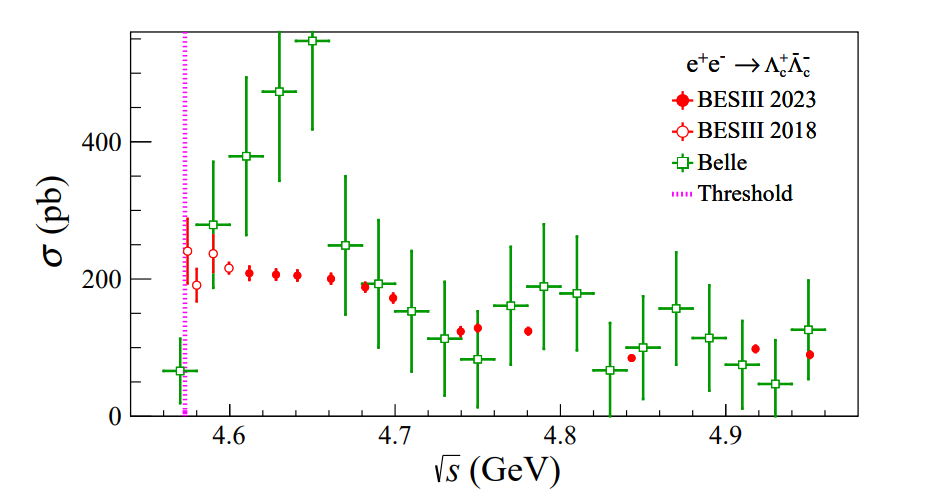 e⁺e⁻ → Λc⁺Λ̄c⁻
BESIII 2023
BESIII 2018
Belle
Threshold
σ (pb)
400
200
0
4.6 4.7 4.8 4.9
√s (GeV)